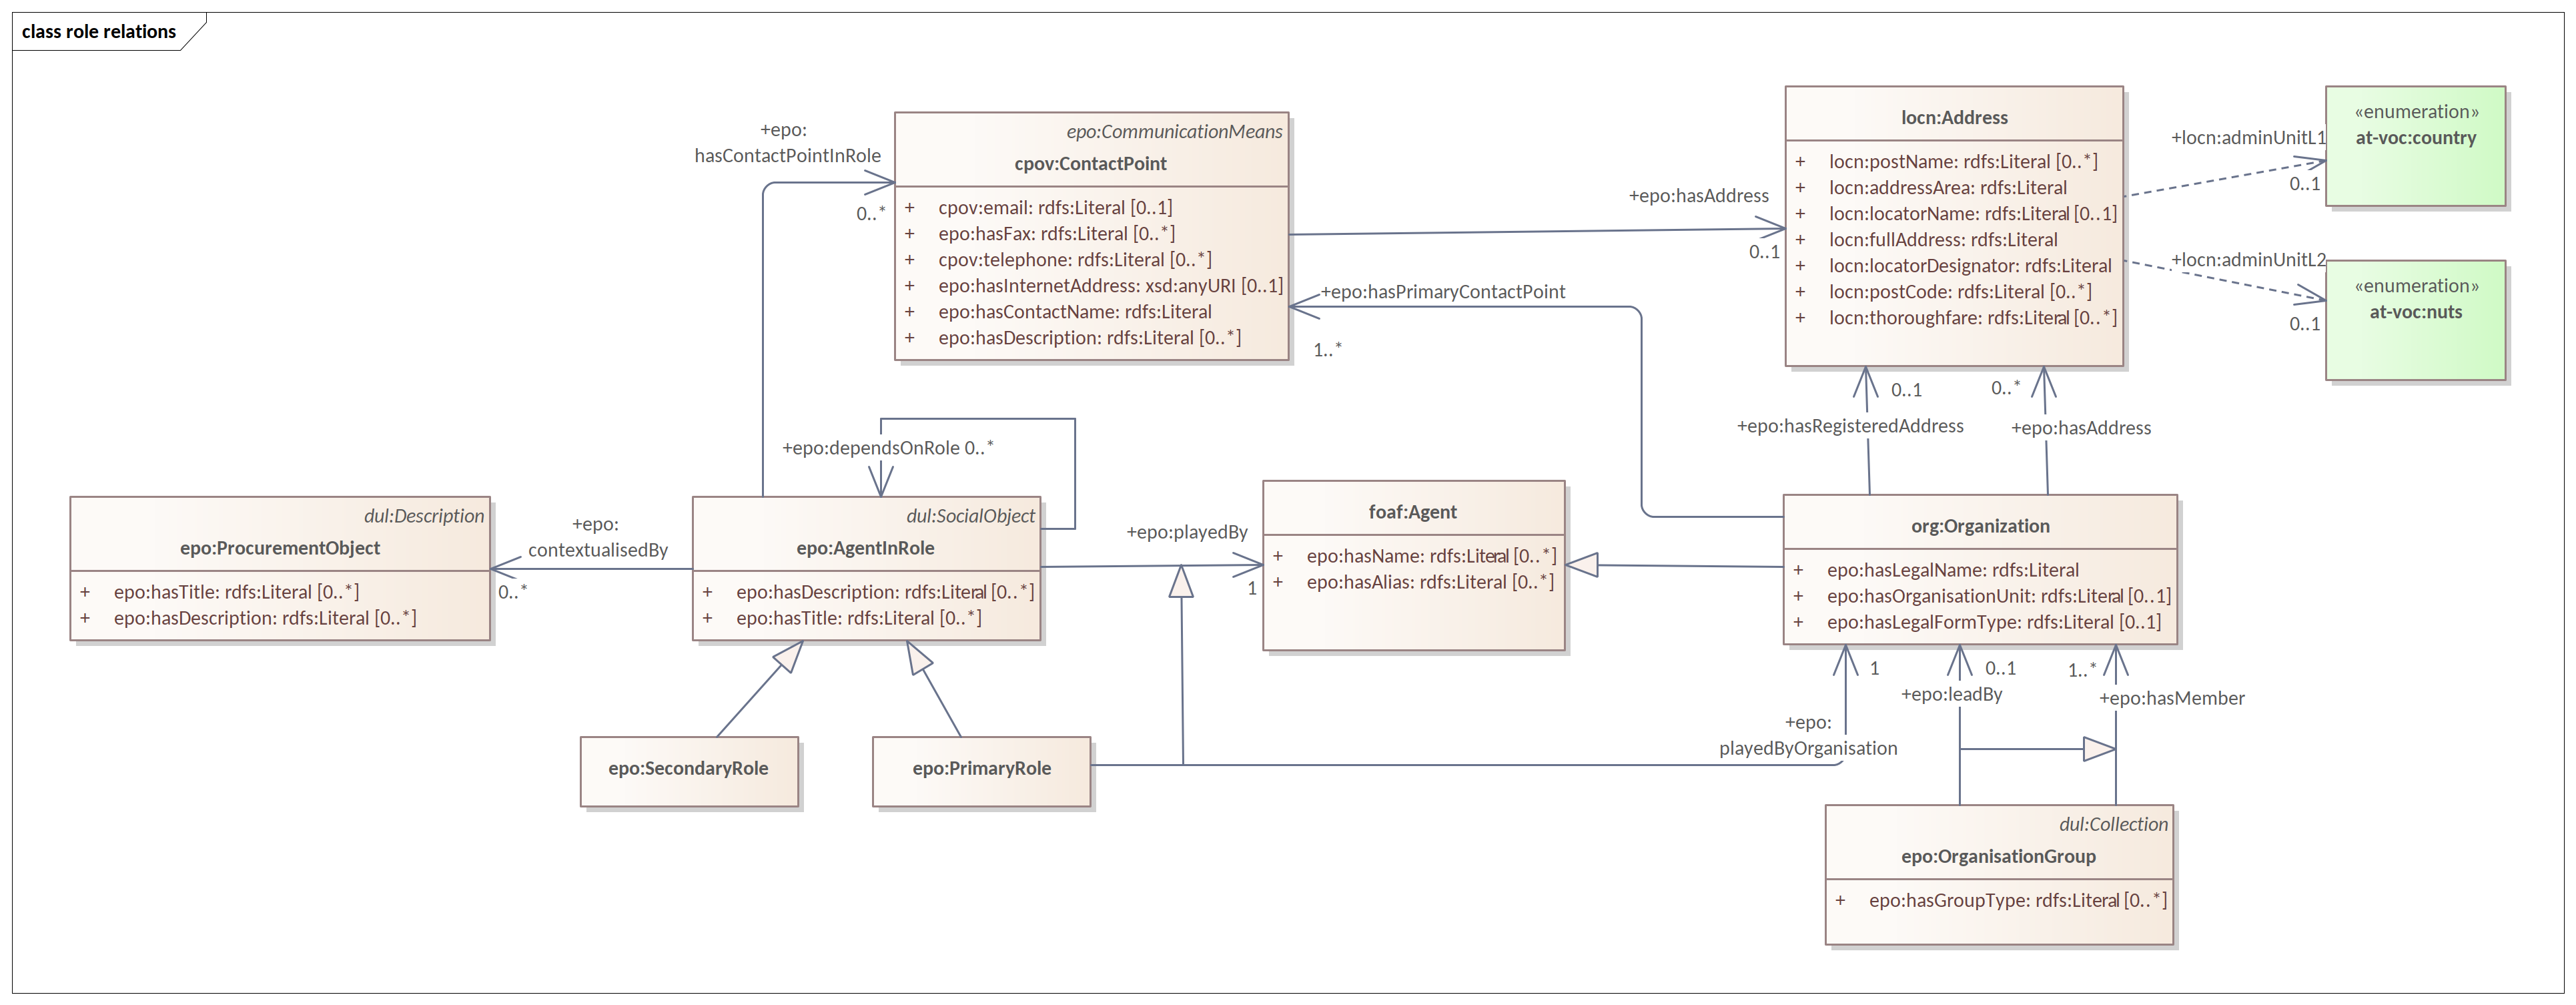 class role relations
+epo:
hasContactPointInRole
0..*
epo:CommunicationMeans
cpov:ContactPoint
+ cpov:email: rdfs:Literal [0..1]
+ epo:hasFax: rdfs:Literal [0..*]
+ cpov:telephone: rdfs:Literal [0..*]
+ epo:hasInternetAddress: xsd:anyURI [0..1]
+ epo:hasContactName: rdfs:Literal
+ epo:hasDescription: rdfs:Literal [0..*]
+epo:hasAddress
0..1
+epo:hasPrimaryContactPoint
1..*
locn:Address
+ locn:postName: rdfs:Literal [0..*]
+ locn:addressArea: rdfs:Literal
+ locn:locatorName: rdfs:Literal [0..1]
+ locn:fullAddress: rdfs:Literal
+ locn:locatorDesignator: rdfs:Literal
+ locn:postCode: rdfs:Literal [0..*]
+ locn:thoroughfare: rdfs:Literal [0..*]
+locn:adminUnitL1
0..1
«enumeration»
at-voc:country
+locn:adminUnitL2
0..1
«enumeration»
at-voc:nuts
0..1
+epo:hasRegisteredAddress
0..*
+epo:hasAddress
+epo:dependsOnRole 0..*
dul:Description
epo:ProcurementObject
+ epo:hasTitle: rdfs:Literal [0..*]
+ epo:hasDescription: rdfs:Literal [0..*]
+epo:
contextualisedBy
0..*
dul:SocialObject
epo:AgentInRole
+ epo:hasDescription: rdfs:Literal [0..*]
+ epo:hasTitle: rdfs:Literal [0..*]
+epo:playedBy
1
foaf:Agent
+ epo:hasName: rdfs:Literal [0..*]
+ epo:hasAlias: rdfs:Literal [0..*]
org:Organization
+ epo:hasLegalName: rdfs:Literal
+ epo:hasOrganisationUnit: rdfs:Literal [0..1]
+ epo:hasLegalFormType: rdfs:Literal [0..1]
1
0..1
+epo:leadBy
1..*
+epo:hasMember
+epo:
playedByOrganisation
epo:SecondaryRole
epo:PrimaryRole
dul:Collection
epo:OrganisationGroup
+ epo:hasGroupType: rdfs:Literal [0..*]